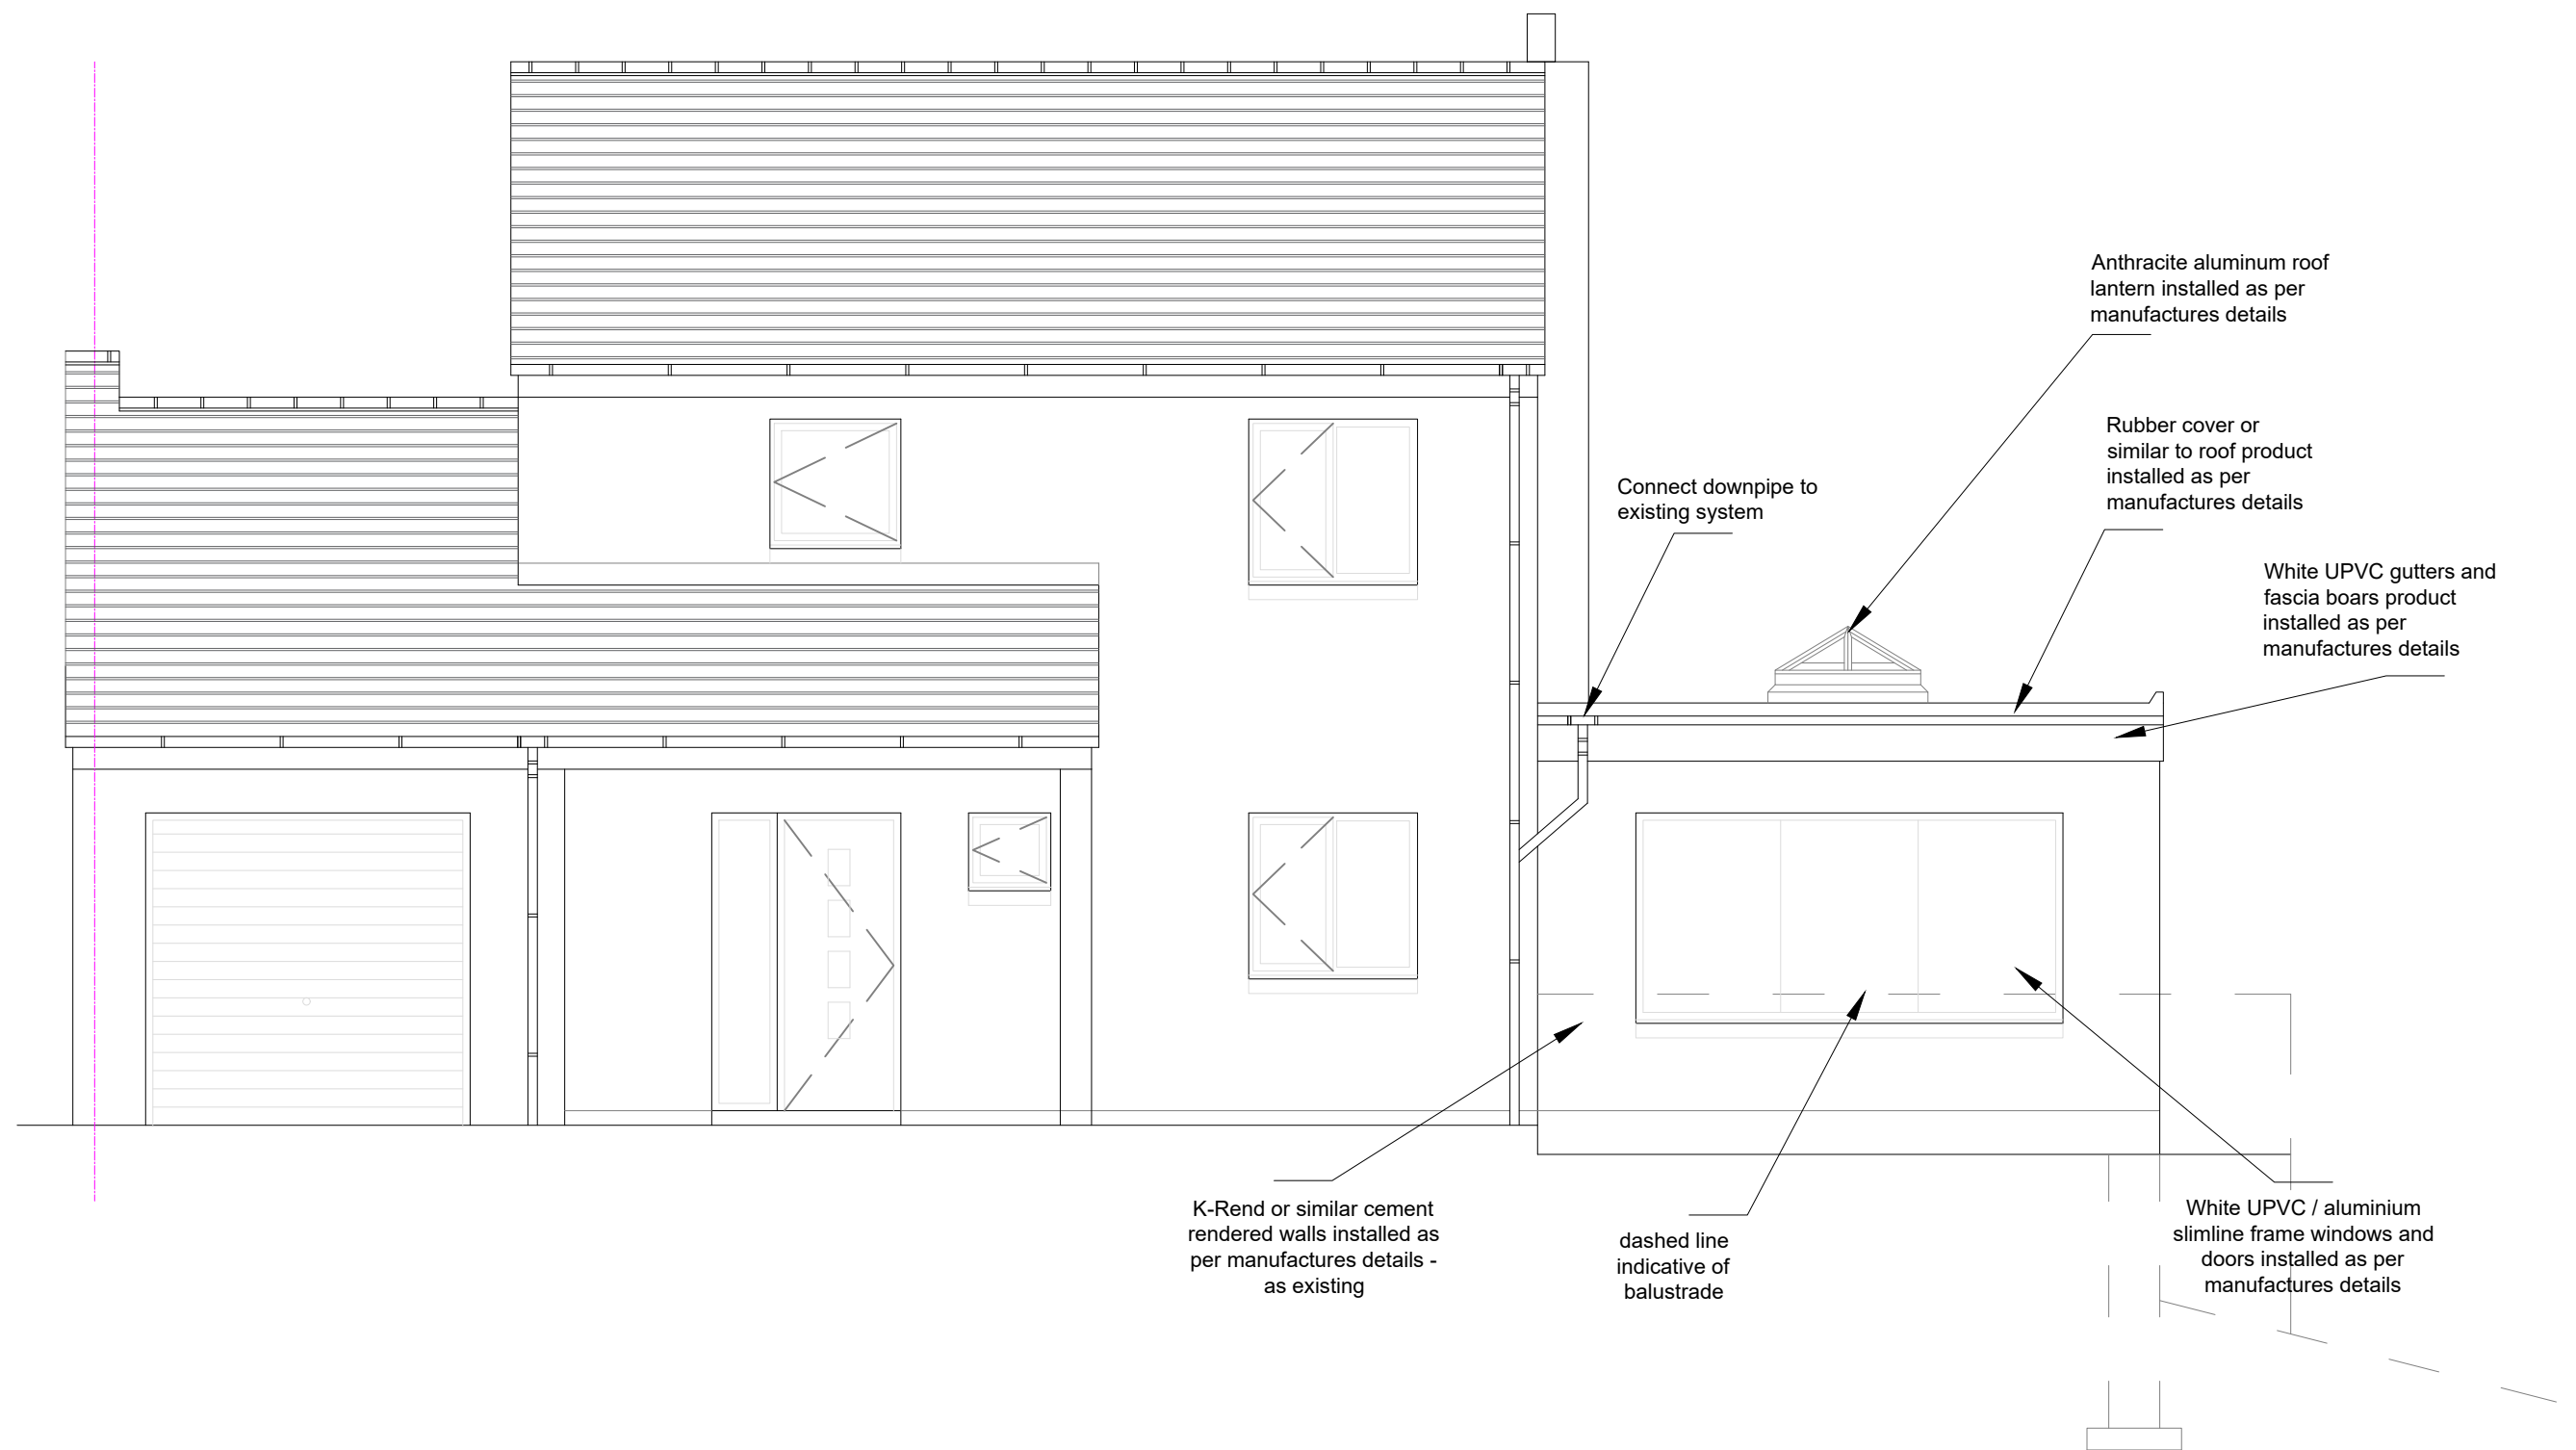 Anthracite aluminum roof
lantern installed as per
manufactures details
Rubber cover or
similar to roof product
installed as per
manufactures details
Connect downpipe to
existing system
White UPVC gutters and
fascia boars product
installed as per
manufactures details
K-Rend or similar cement
rendered walls installed as
per manufactures details -
as existing
dashed line
indicative of
balustrade
White UPVC / aluminium
slimline frame windows and
doors installed as per
manufactures details